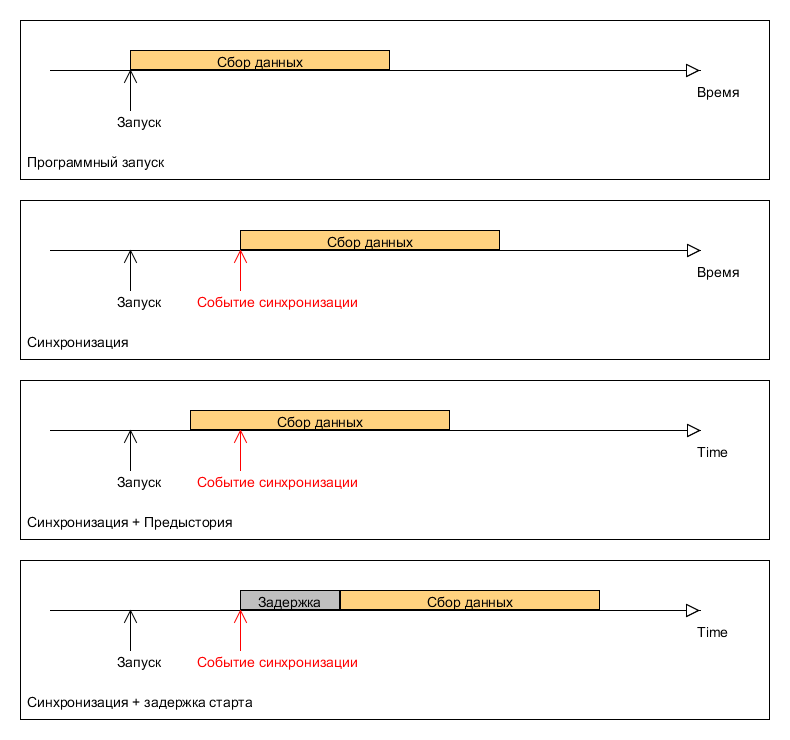 Сбор данных
Время
Запуск
Программный запуск
Сбор данных
Время
Запуск
Событие синхронизации
Синхронизация
Сбор данных
Time
Запуск
Событие синхронизации
Синхронизация + Предыстория
Задержка
Сбор данных
Time
Запуск
Событие синхронизации
Синхронизация + задержка старта